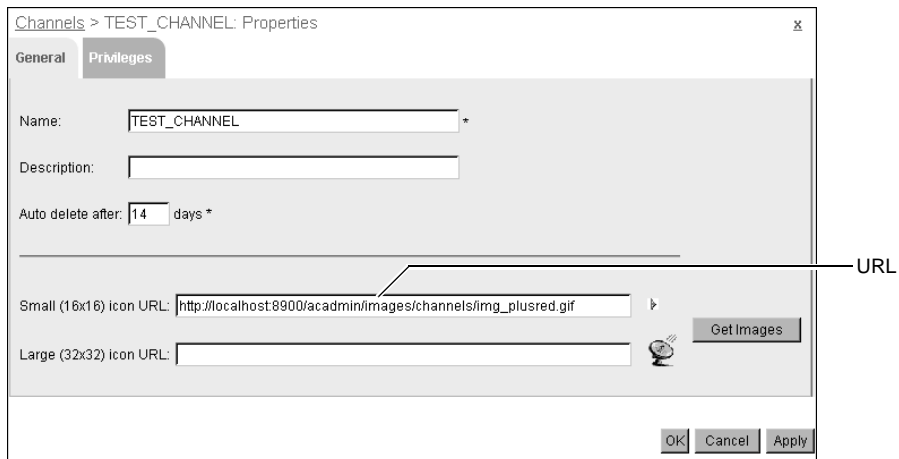 Channels > TEST_CHANNEL: Properties
x
General
Privileges
Name: TEST_CHANNEL *
Description:
Auto delete after: 14 days *
URL
Small (16x16) icon URL: http://localhost:8900/acadmin/images/channels/img_plusred.gif
Get Images
Large (32x32) icon URL:
OK Cancel Apply